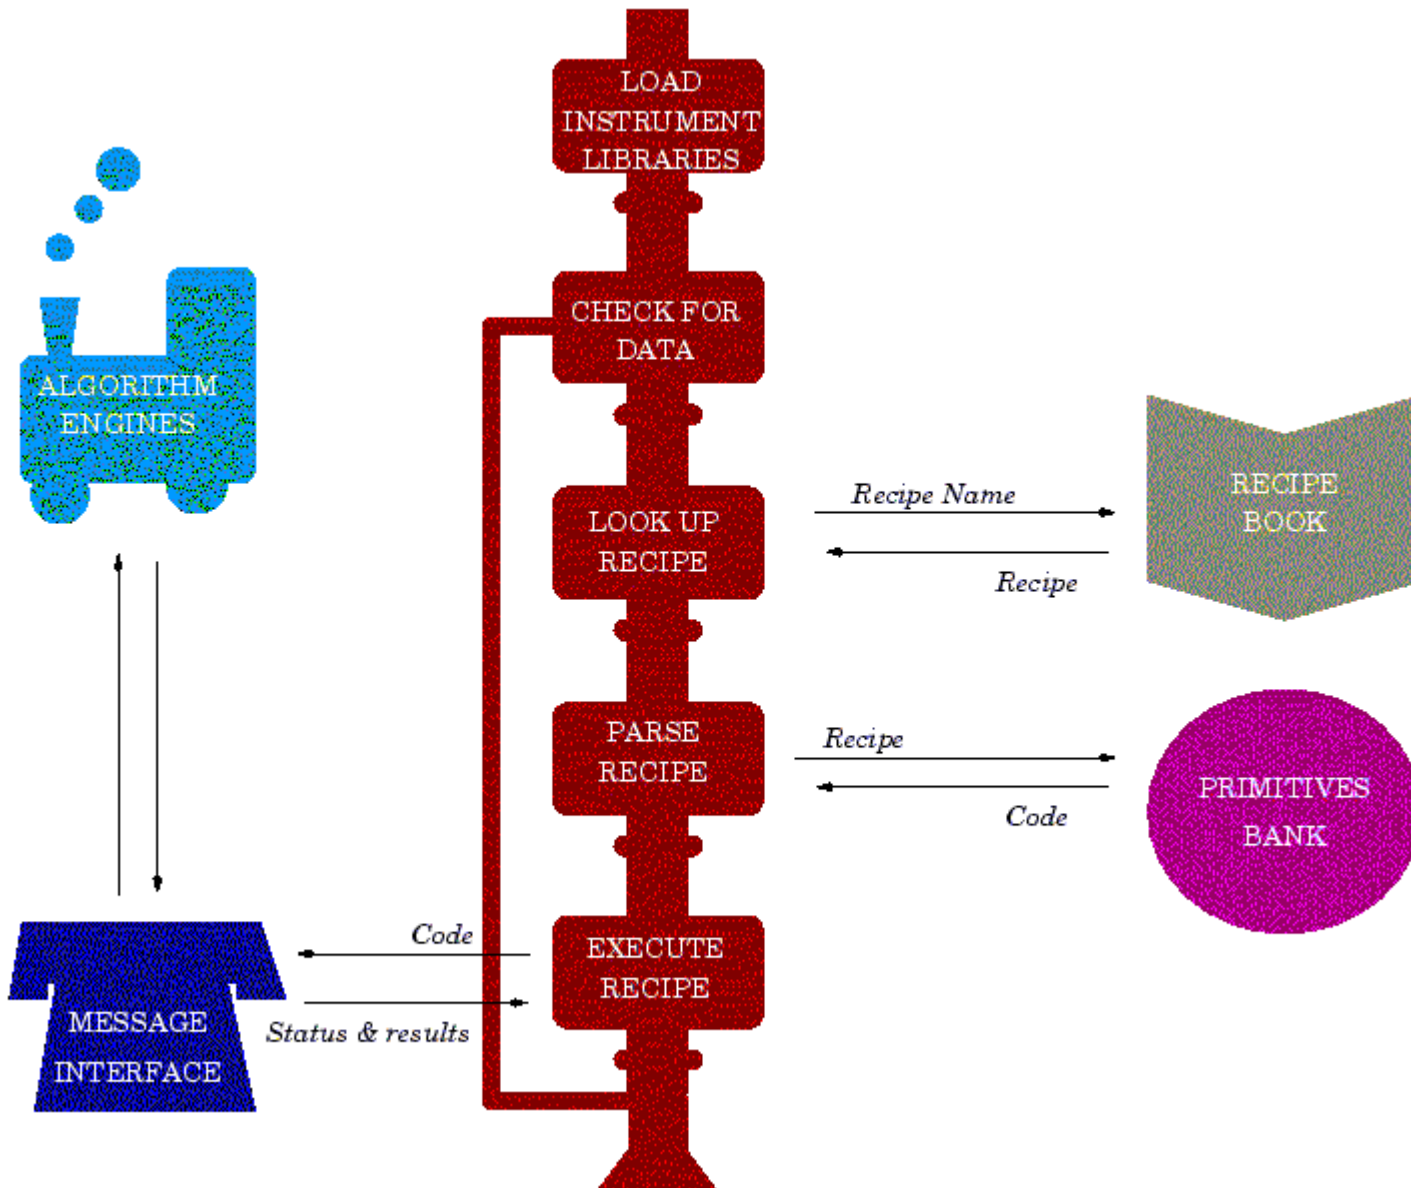 LOAD
INSTRUMENT
LIBRARIES
CHECK FOR
DATA
ALGORITHM
ENGINES
LOOK UP
RECIPE
Recipe Name
Recipe
RECIPE
BOOK
PARSE
RECIPE
Recipe
Code
PRIMITIVES
BANK
EXECUTE
RECIPE
Code
Status & results
MESSAGE
INTERFACE